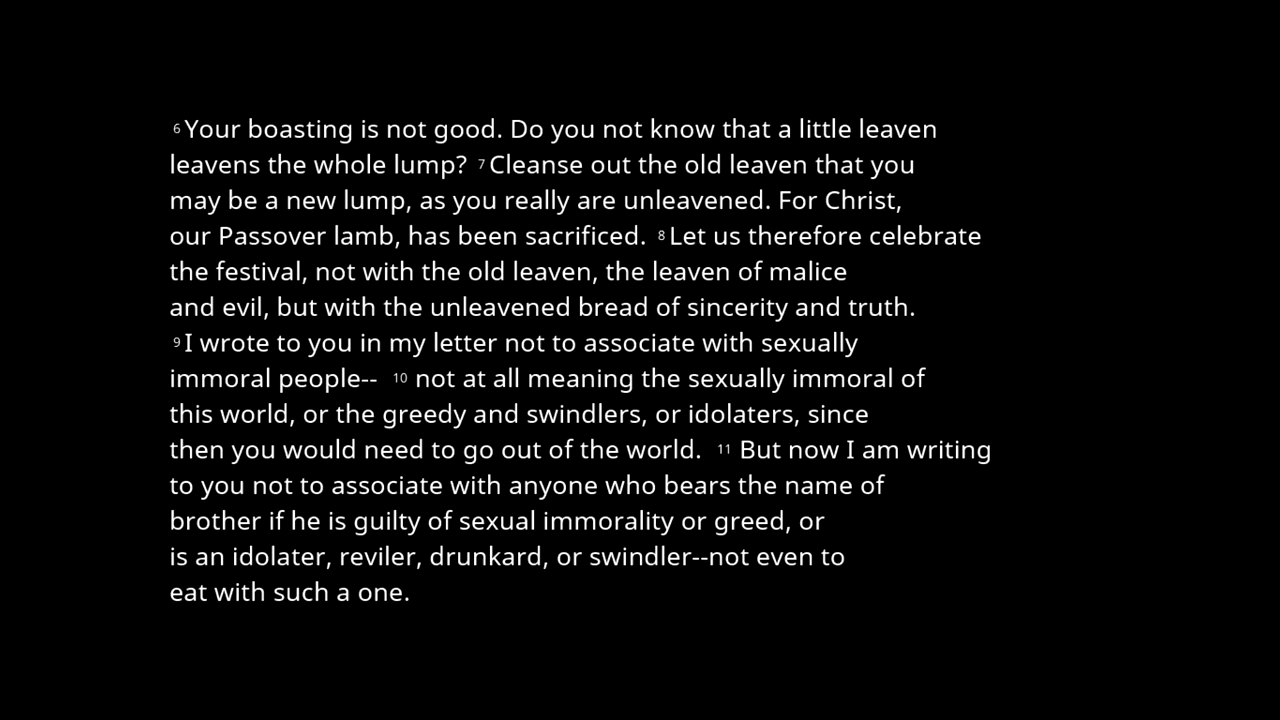 6 Your boasting is not good. Do you not know that a little leaven
leavens the whole lump? 7 Cleanse out the old leaven that you
may be a new lump, as you really are unleavened. For Christ,
our Passover lamb, has been sacrificed. 8 Let us therefore celebrate
the festival, not with the old leaven, the leaven of malice
and evil, but with the unleavened bread of sincerity and truth.
9 I wrote to you in my letter not to associate with sexually
immoral people-- 10 not at all meaning the sexually immoral of
this world, or the greedy and swindlers, or idolaters, since
then you would need to go out of the world. 11 But now I am writing
to you not to associate with anyone who bears the name of
brother if he is guilty of sexual immorality or greed, or
is an idolater, reviler, drunkard, or swindler--not even to
eat with such a one.